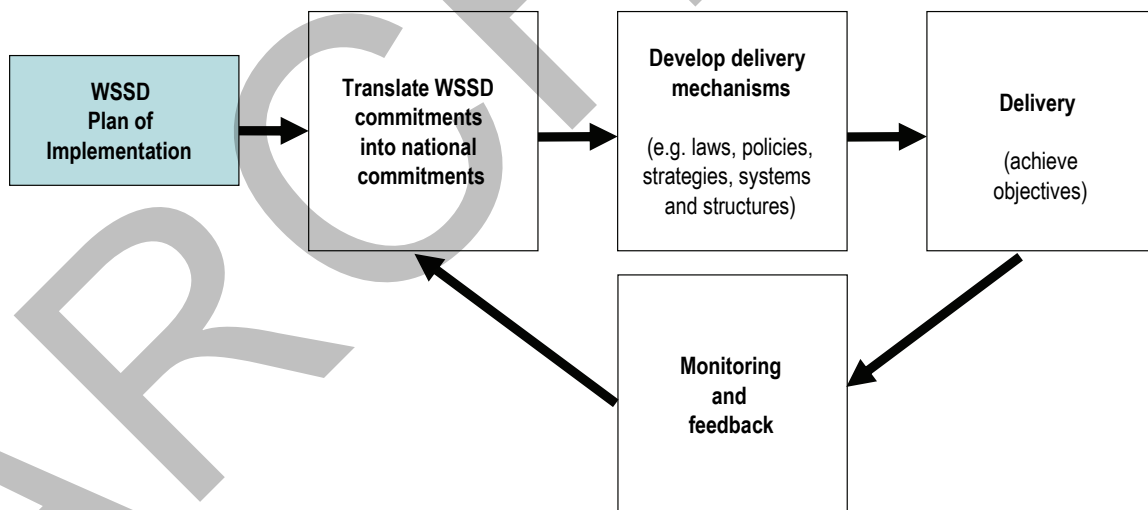 WSSD
Plan of
Implementation
Translate WSSD
commitments
into national
commitments
Develop delivery
mechanisms
(e.g. laws, policies,
strategies, systems
and structures)
Delivery
(achieve
objectives)
Monitoring
and
feedback